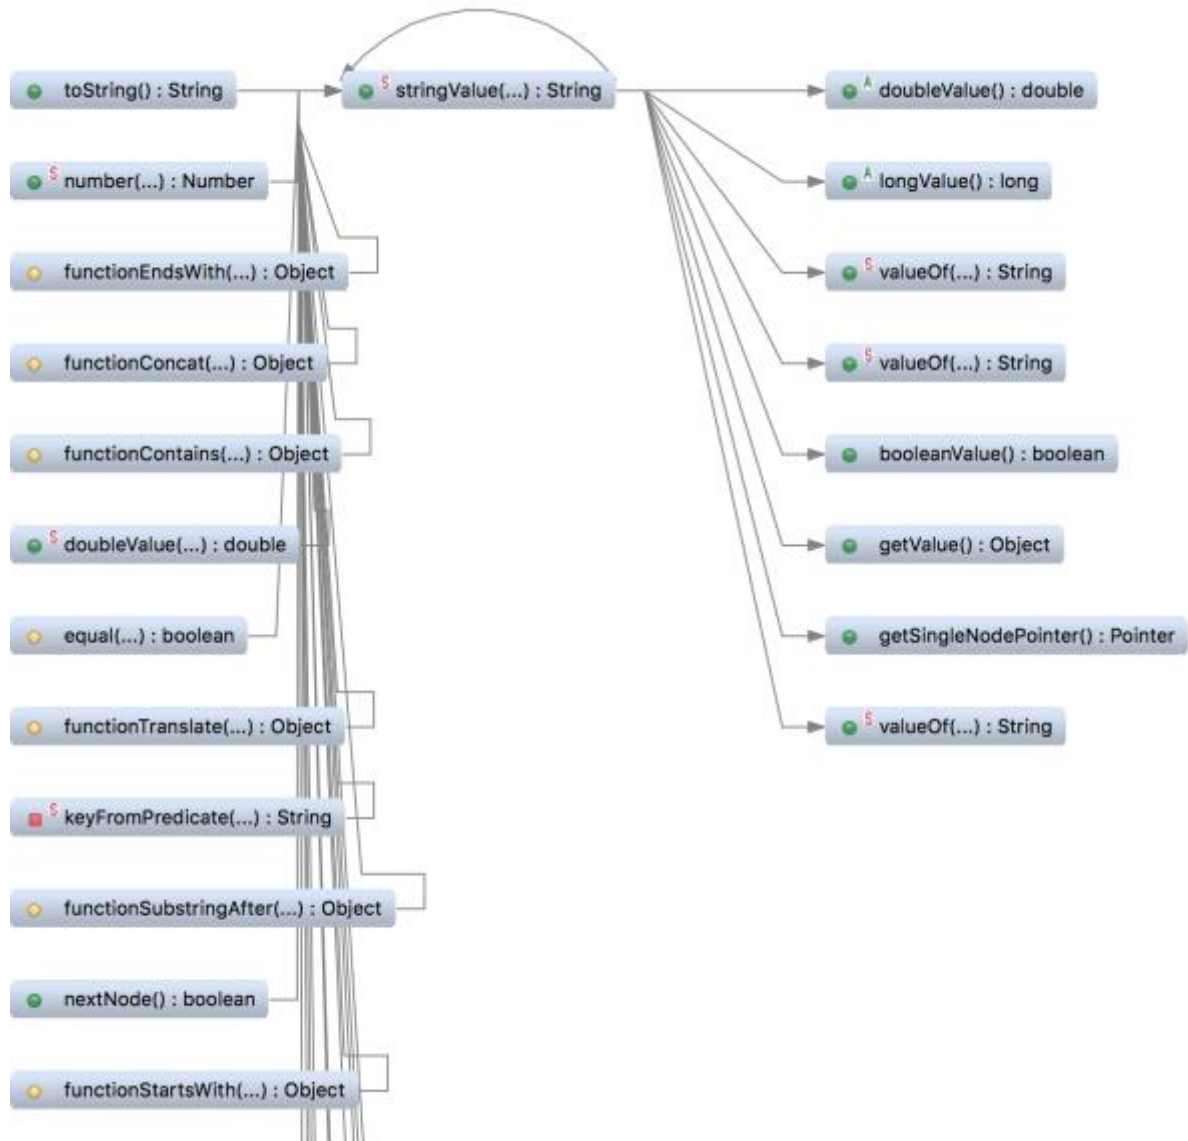 toString() : String
S stringValue(...) : String
A doubleValue() : double
S number(...) : Number
A longValue() : long
functionEndsWith(...) : Object
S valueOf(...) : String
functionConcat(...) : Object
S valueOf(...) : String
functionContains(...) : Object
booleanValue() : boolean
S doubleValue(...) : double
getValue() : Object
equal(...) : boolean
getSingleNodePointer() : Pointer
functionTranslate(...) : Object
S valueOf(...) : String
S keyFromPredicate(...) : String
functionSubstringAfter(...) : Object
nextNode() : boolean
functionStartsWith(...) : Object